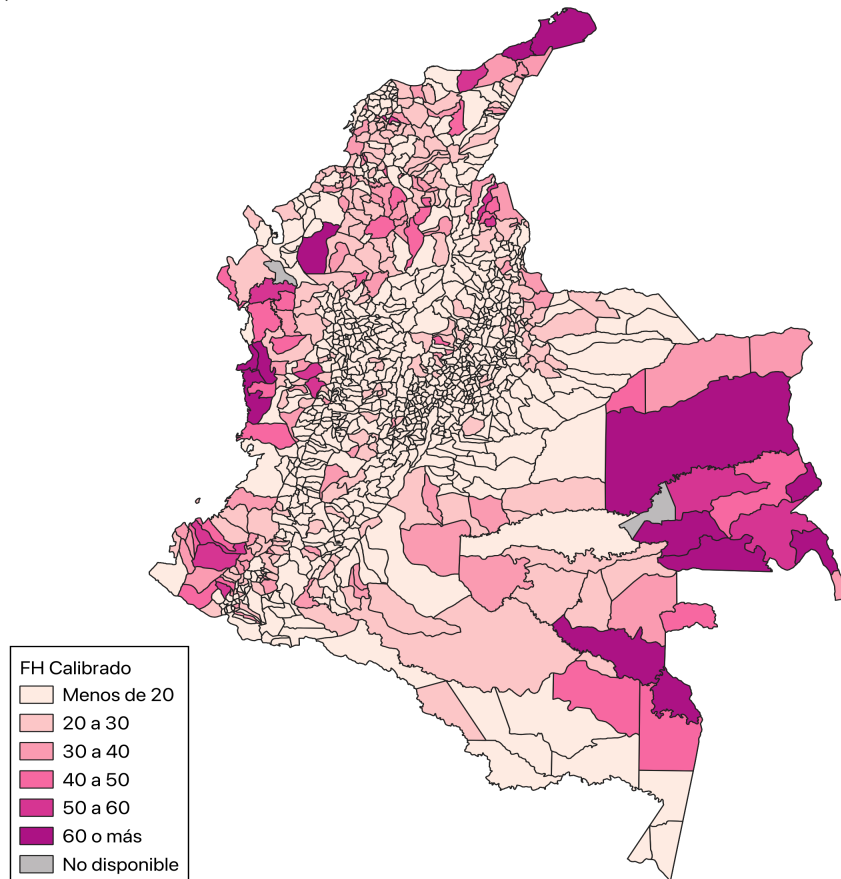 FH Calibrado
Menos de 20
20 a 30
30 a 40
40 a 50
50 a 60
60 o más
No disponible